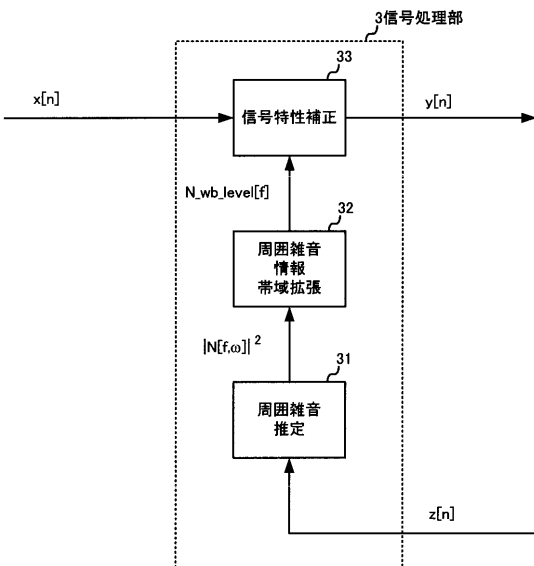 3信号処理部
33
x[n]
信号特性補正
y[n]
N_wb_level[f]
32
周囲雑音
情報
帯域拡張
|N[f,ω]|²
31
周囲雑音
推定
z[n]